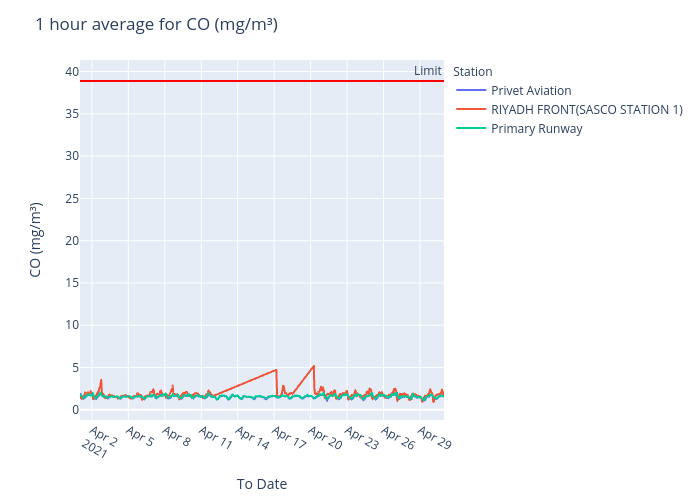 1 hour average for CO (mg/m³)
Limit
Station
Privet Aviation
RIYADH FRONT(SASCO STATION 1)
Primary Runway
CO (mg/m³)
40
35
30
25
20
15
10
5
0
Apr 2
2021
Apr 5
Apr 8
Apr 11
Apr 14
Apr 17
Apr 20
Apr 23
Apr 26
Apr 29
To Date